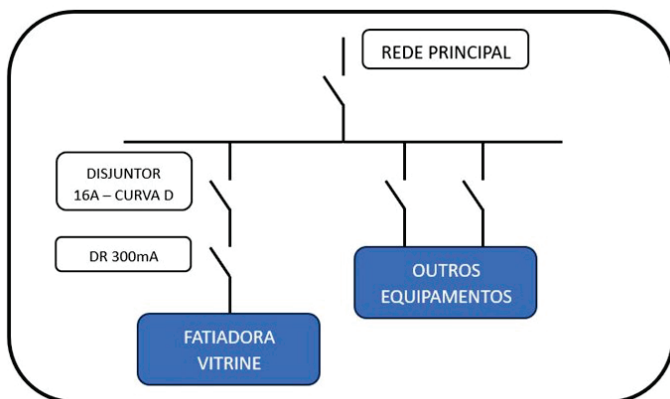 REDE PRINCIPAL
DISJUNTOR
16A – CURVA D
DR 300mA
OUTROS
EQUIPAMENTOS
FATIADORA
VITRINE